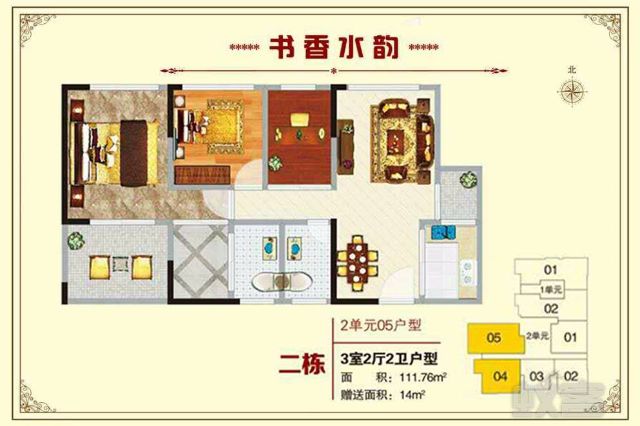 ***** 书香水韵 *****
北
2单元05户型
二栋
3室2厅2卫户型
面 积：111.76m²
赠送面积：14m²
01
1单元
02
05
2单元
01
04
03
02